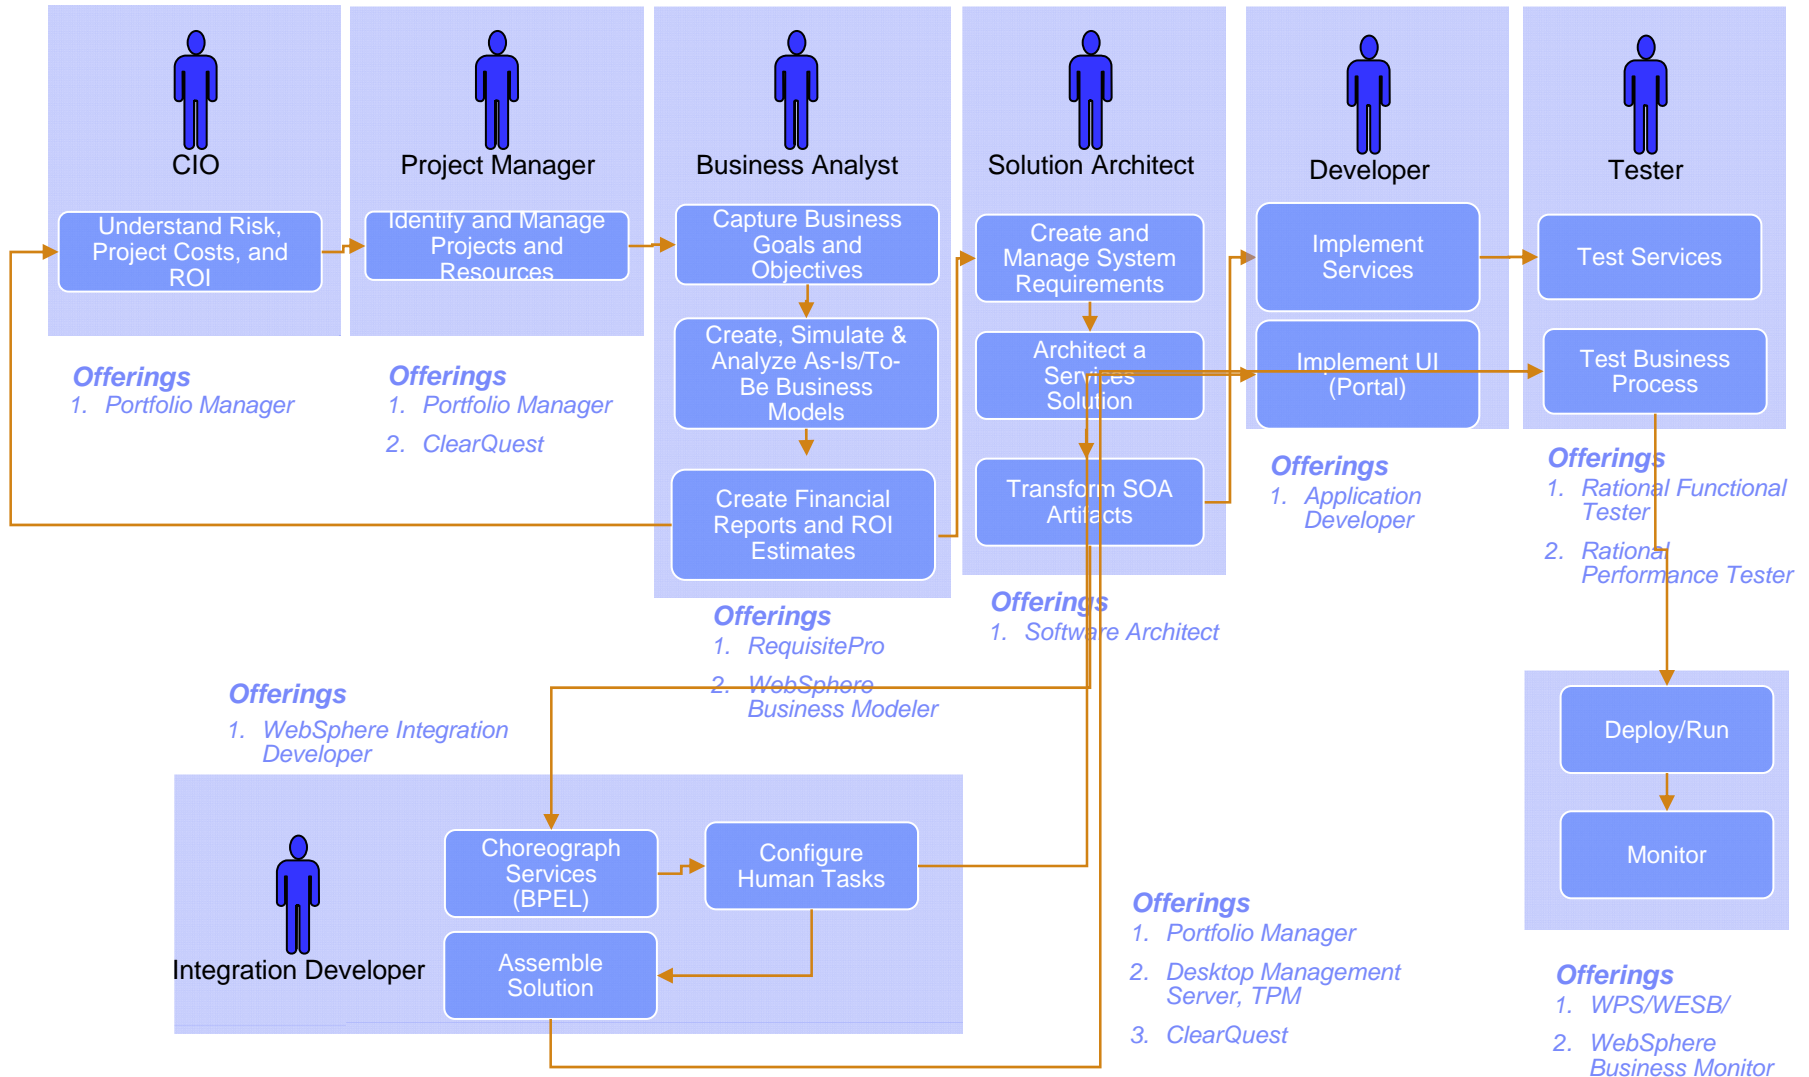 CIO
Understand Risk,
Project Costs, and
ROI
Offerings
1. Portfolio Manager
Project Manager
Identify and Manage
Projects and
Resources
Offerings
1. Portfolio Manager
2. ClearQuest
Business Analyst
Capture Business
Goals and
Objectives
Create, Simulate &
Analyze As-Is/To-
Be Business
Models
Create Financial
Reports and ROI
Estimates
Offerings
1. RequisitePro
2. WebSphere
Business Modeler
Solution Architect
Create and
Manage System
Requirements
Architect a
Services
Solution
Transform SOA
Artifacts
Offerings
1. Software Architect
Developer
Implement
Services
Implement UI
(Portal)
Offerings
1. Application
Developer
Tester
Test Services
Test Business
Process
Offerings
1. Rational Functional
Tester
2. Rational
Performance Tester
Offerings
1. WebSphere Integration
Developer
Integration Developer
Choreograph
Services
(BPEL)
Configure
Human Tasks
Assemble
Solution
Offerings
1. Portfolio Manager
2. Desktop Management
Server, TPM
3. ClearQuest
Deploy/Run
Monitor
Offerings
1. WPS/WESB/
2. WebSphere
Business Monitor